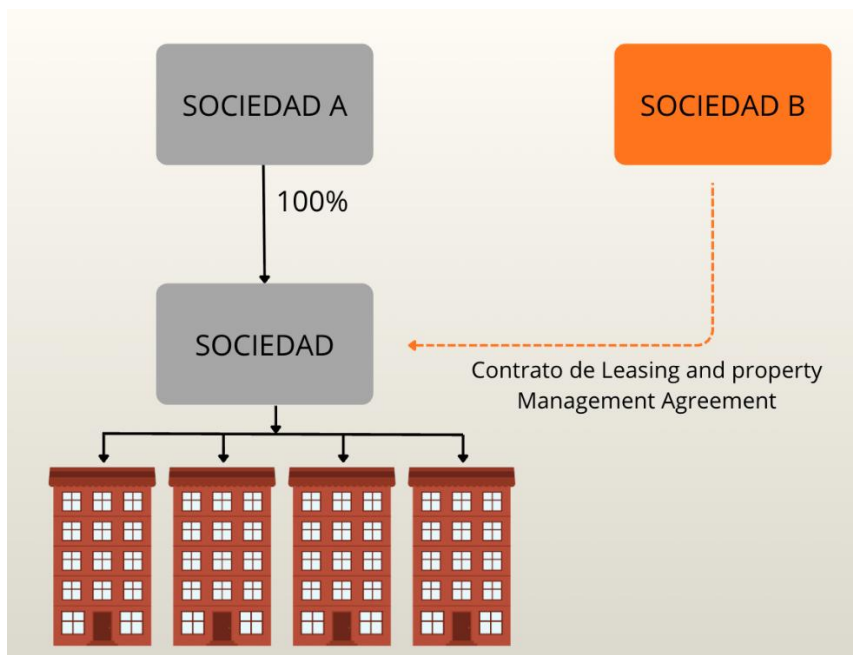 SOCIEDAD A
SOCIEDAD B
100%
SOCIEDAD
Contrato de Leasing and property
Management Agreement